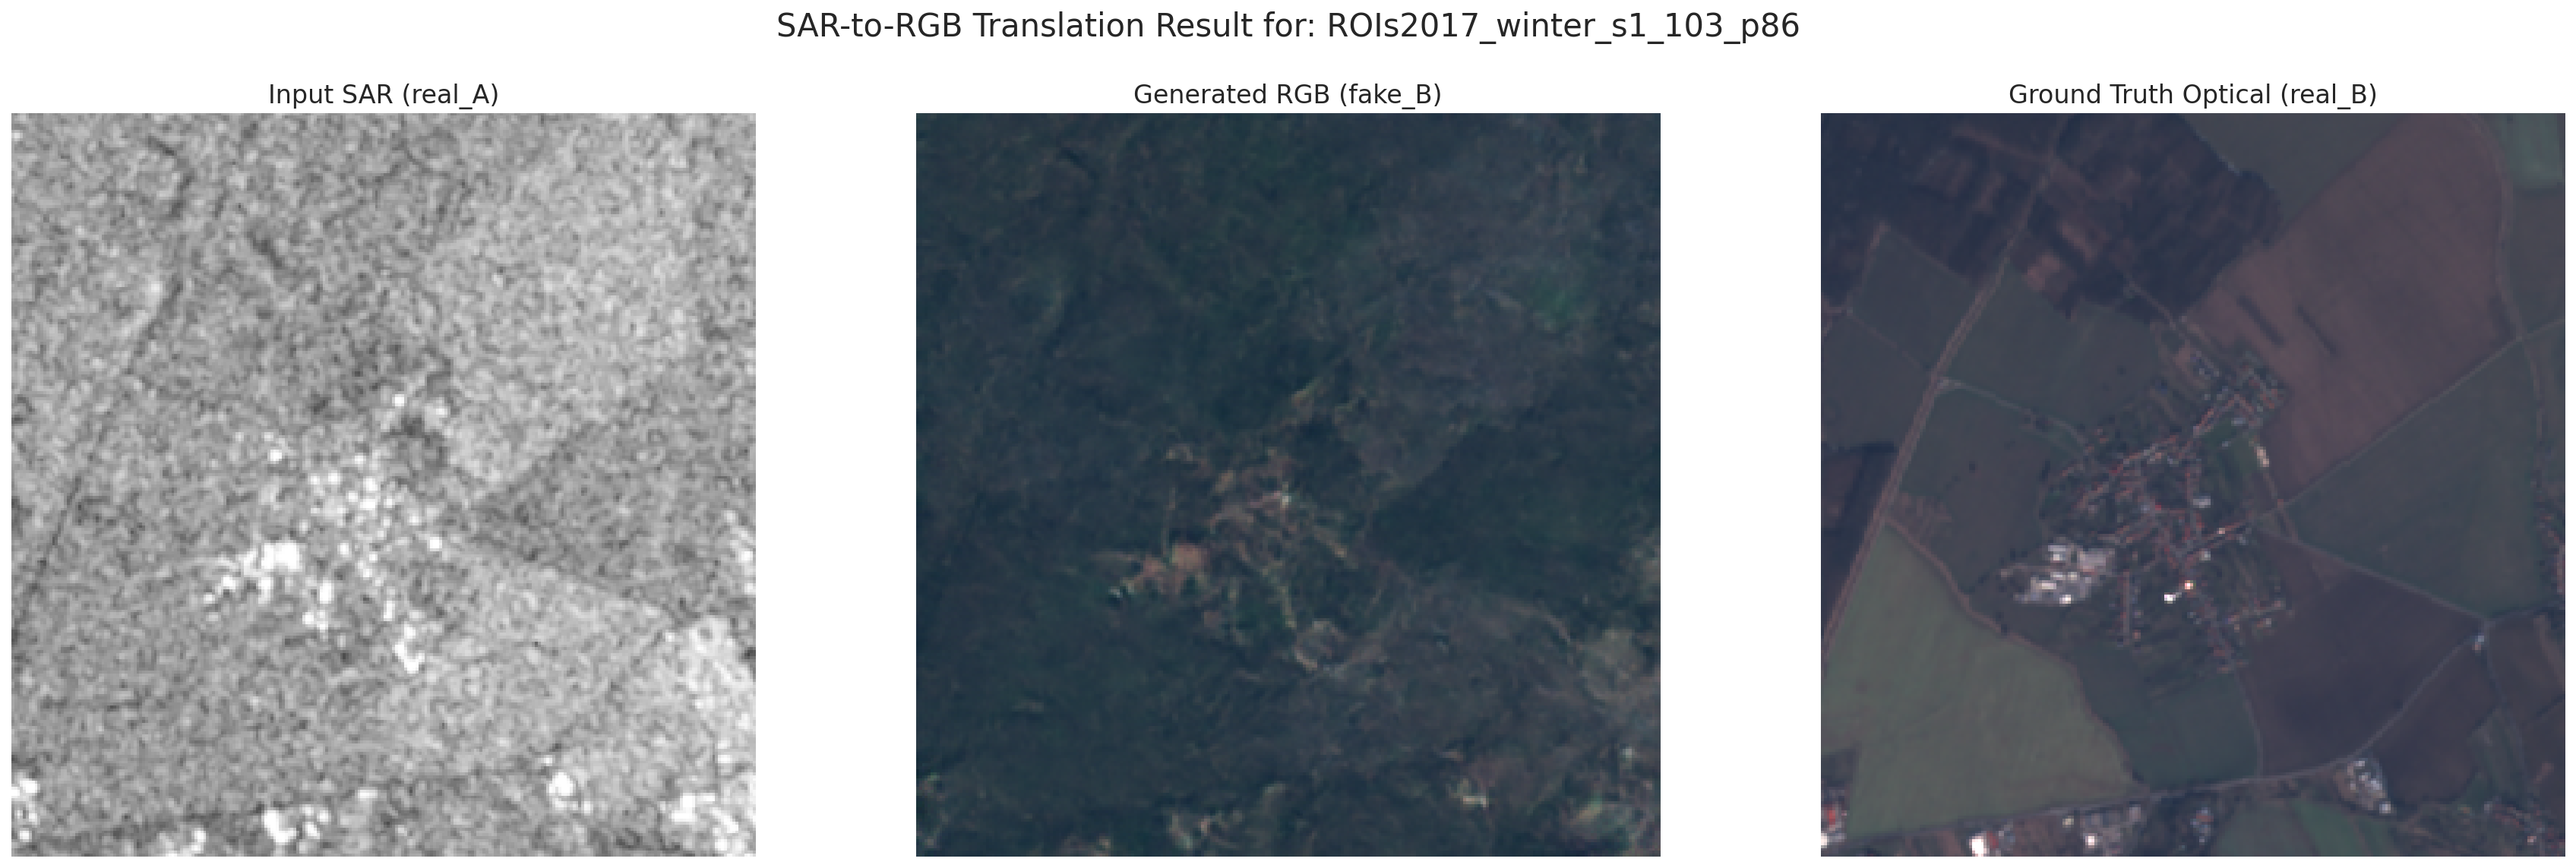 SAR-to-RGB Translation Result for: ROIs2017_winter_s1_103_p86
Input SAR (real_A)
Generated RGB (fake_B)
Ground Truth Optical (real_B)